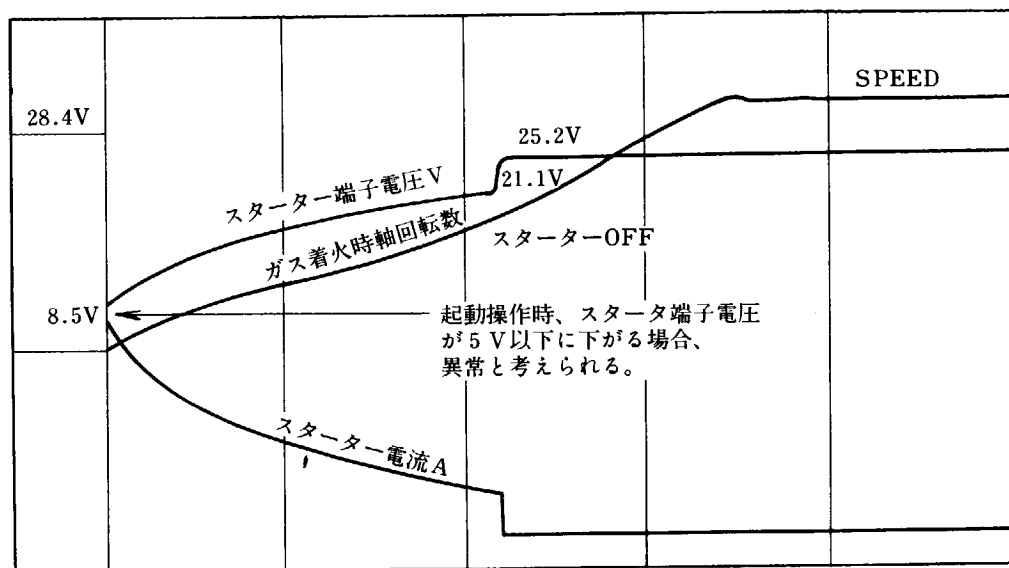 SPEED
28.4V
25.2V
21.1V
スターター端子電圧V
ガス着火時軸回転数
スターターOFF
8.5V
起動操作時、スタータ端子電圧
が5V以下に下がる場合、
異常と考えられる。
スターター電流A